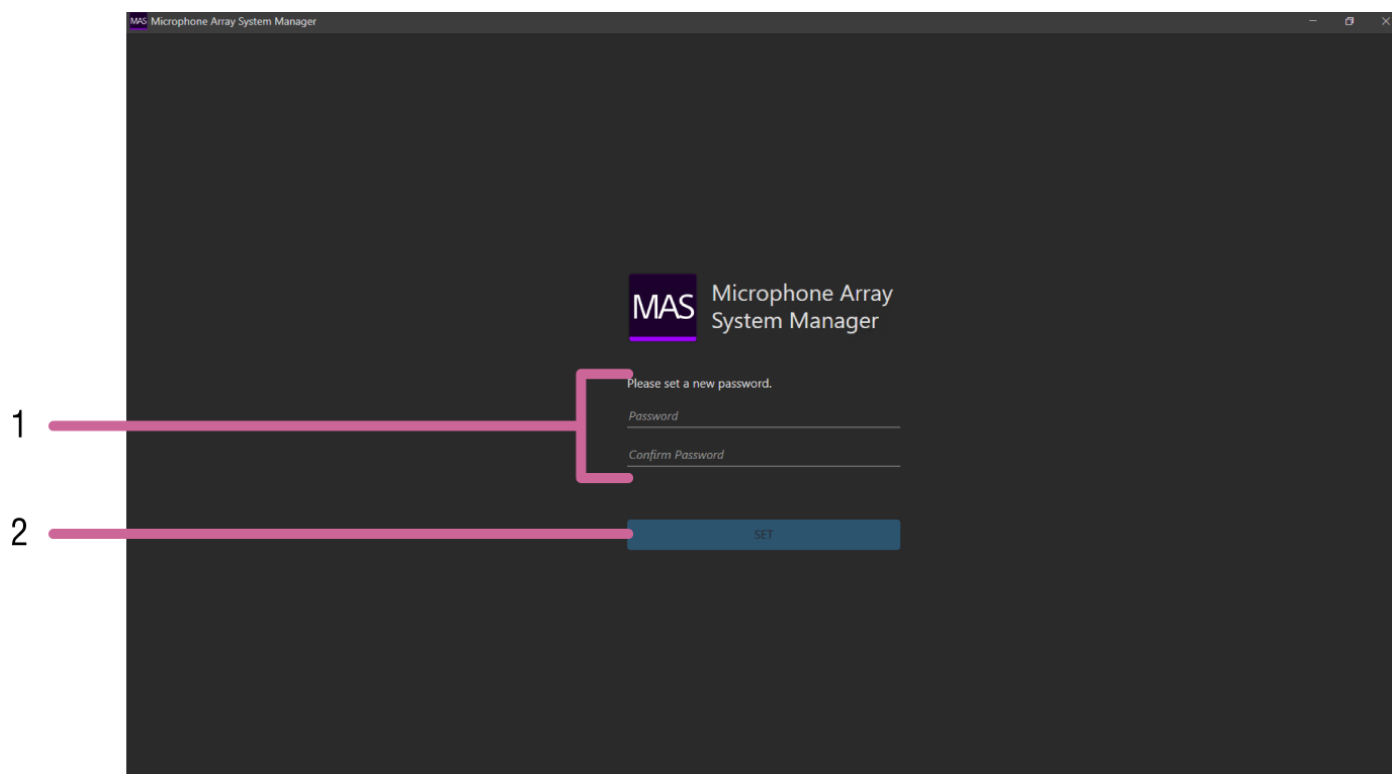 MAS Microphone Array System Manager
MAS
Microphone Array
System Manager
Please set a new password.
1
Password
Confirm Password
2
SET